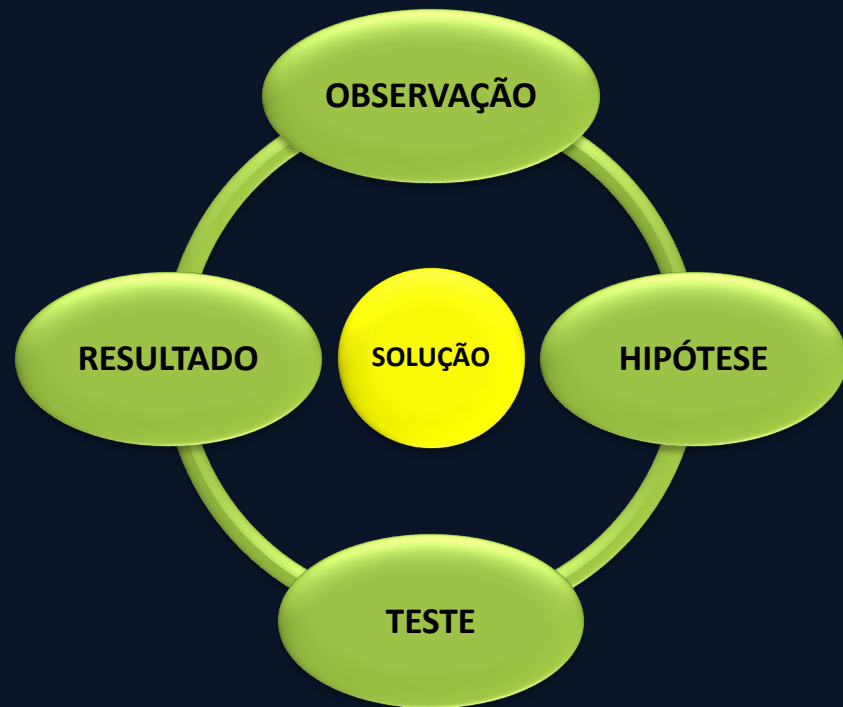 OBSERVAÇÃO
RESULTADO
SOLUÇÃO
HIPÓTESE
TESTE